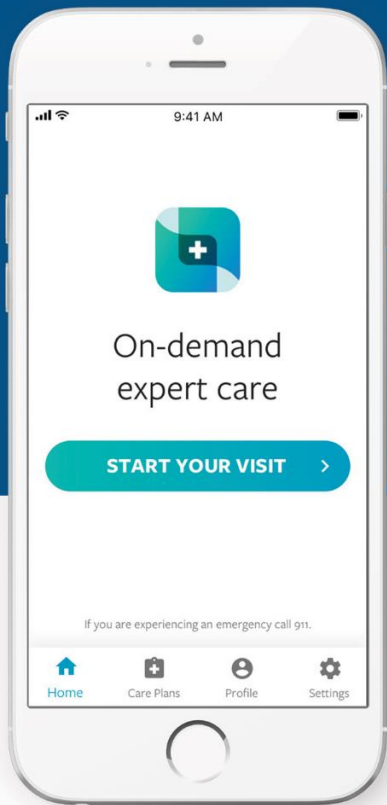 9:41 AM
On-demand
expert care
START YOUR VISIT
If you are experiencing an emergency call 911.
Home
Care Plans
Profile
Settings